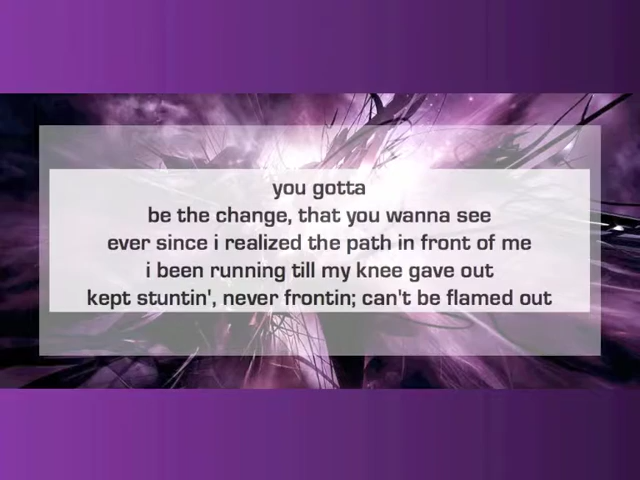 you gotta
be the change, that you wanna see
ever since i realized the path in front of me
i been running till my knee gave out
kept stuntin', never frontin; can't be flamed out